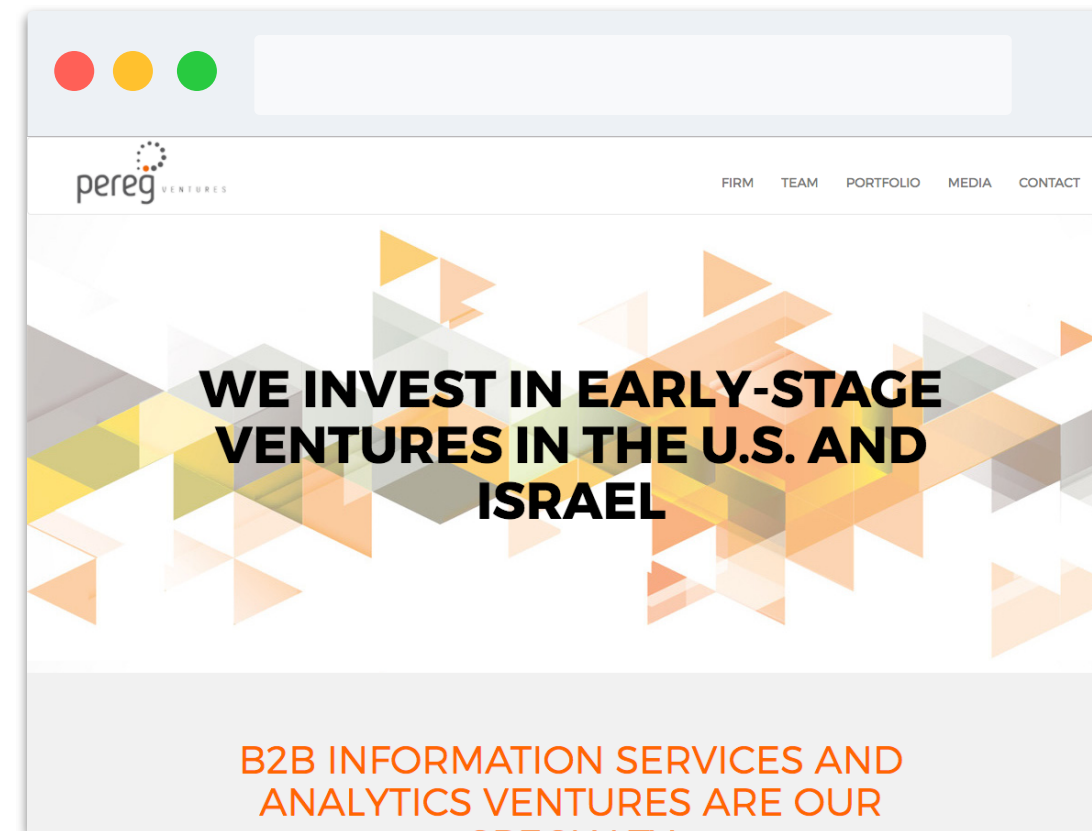 pereg VENTURES
FIRM TEAM PORTFOLIO MEDIA CONTACT
WE INVEST IN EARLY-STAGE
VENTURES IN THE U.S. AND
ISRAEL
B2B INFORMATION SERVICES AND
ANALYTICS VENTURES ARE OUR